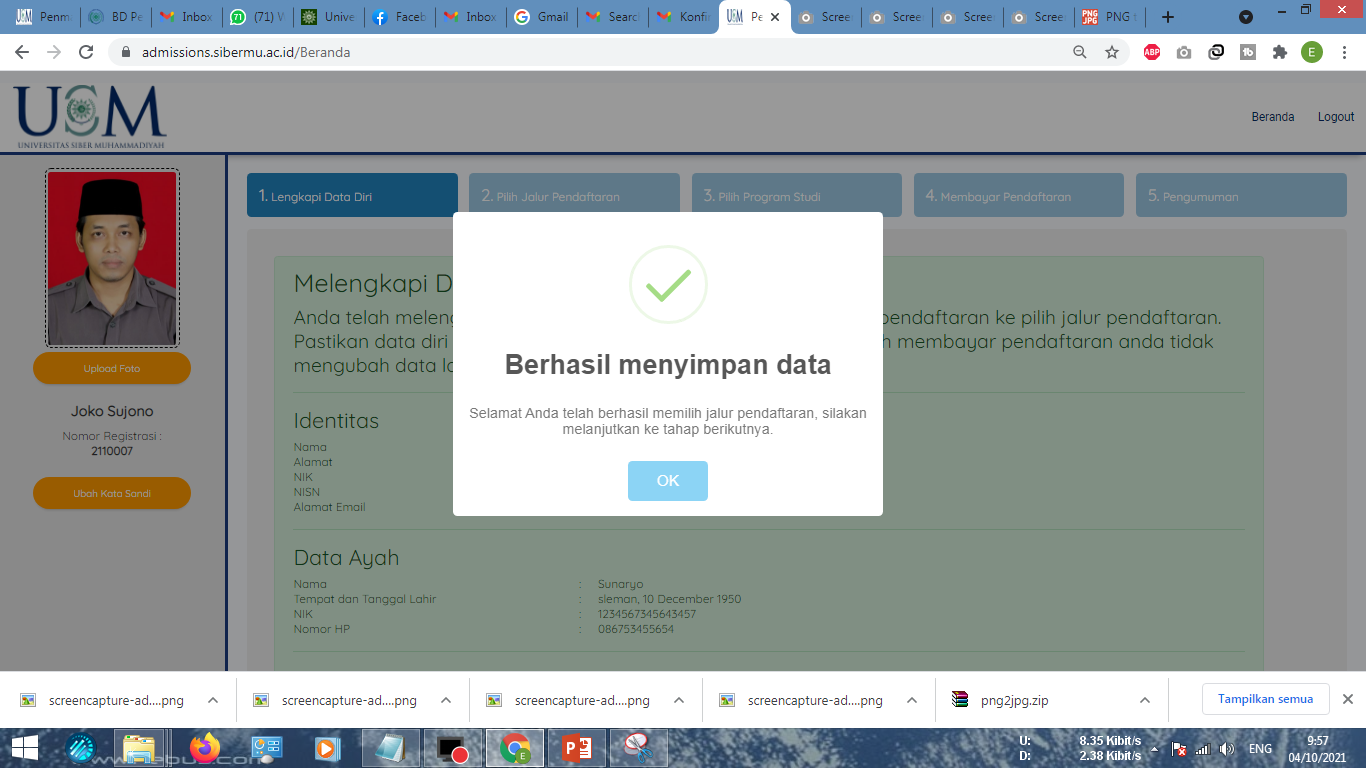 Penma
BD Pe
Inbox
(71) W
Unive
Faceb
Inbox
Gmail
Searc
Konfir
Pe
Scree
Scree
Scree
Scree
PNG t
admissions.sibermu.ac.id/Beranda
USM
UNIVERSITAS SIBER MUHAMMADIYAH
Beranda
Logout
1. Lengkapi Data Diri
2. Pilih Jalur Pendaftaran
3. Pilih Program Studi
4. Membayar Pendaftaran
5. Pengumuman
Upload Foto
Joko Sujono
Nomor Registrasi :
2110007
Ubah Kata Sandi
Melengkapi D
Anda telah meleng pendaftaran ke pilih jalur pendaftaran.
Pastikan data diri h membayar pendaftaran anda tidak
mengubah data la
Berhasil menyimpan data
Selamat Anda telah berhasil memilih jalur pendaftaran, silakan
melanjutkan ke tahap berikutnya.
OK
Identitas
Nama
Alamat
NIK
NISN
Alamat Email
Data Ayah
Nama : Sunaryo
Tempat dan Tanggal Lahir : sleman, 10 December 1950
NIK : 1234567345643457
Nomor HP : 086753455654
screencapture-ad....png
screencapture-ad....png
screencapture-ad....png
screencapture-ad....png
png2jpg.zip
Tampilkan semua
U: 8.35 Kibit/s
D: 2.38 Kibit/s
ENG
9:57
04/10/2021